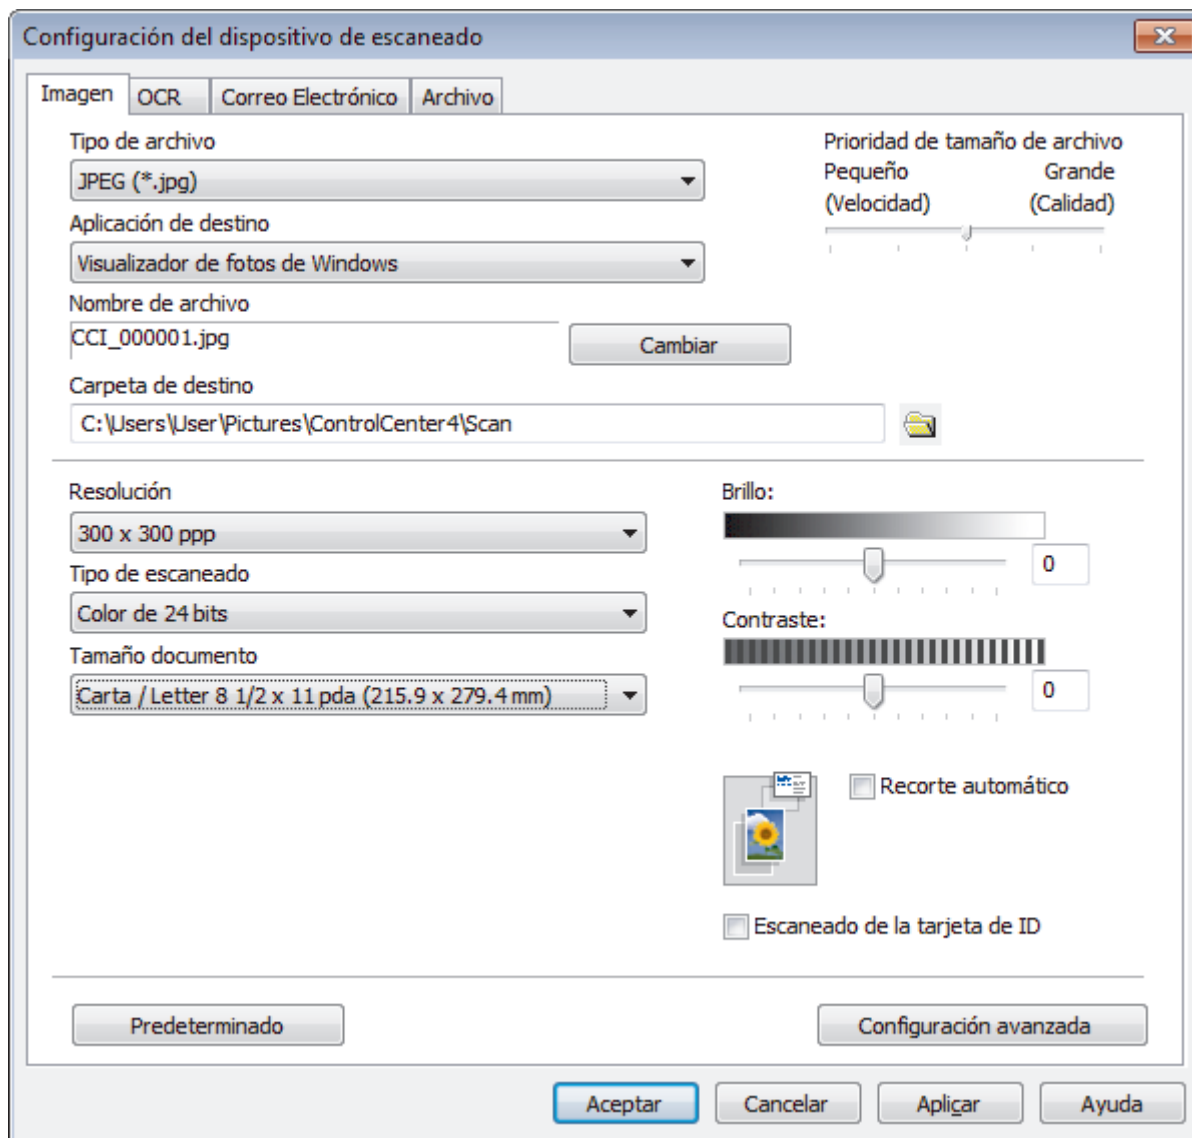 Configuración del dispositivo de escaneado
Imagen OCR Correo Electrónico Archivo
Tipo de archivo
JPEG (*.jpg)
Prioridad de tamaño de archivo
Pequeño Grande
(Velocidad) (Calidad)
Aplicación de destino
Visualizador de fotos de Windows
Nombre de archivo
CCI_000001.jpg Cambiar
Carpeta de destino
C:\Users\User\Pictures\ControlCenter4\Scan
Resolución
300 x 300 ppp
Tipo de escaneado
Color de 24 bits
Tamaño documento
Carta / Letter 8 1/2 x 11 pda (215.9 x 279.4 mm)
Brillo:
0
Contraste:
0
Recorte automático
Escaneado de la tarjeta de ID
Predeterminado Configuración avanzada
Aceptar Cancelar Aplicar Ayuda